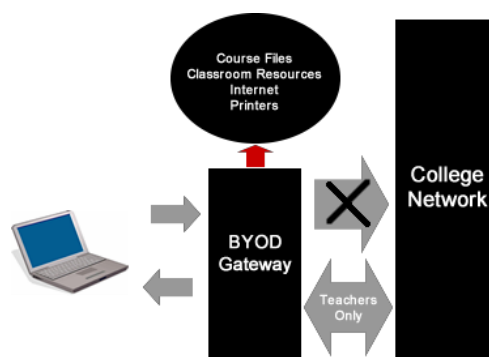 Course Files
Classroom Resources
Internet
Printers
College
Network
BYOD
Gateway
Teachers
Only